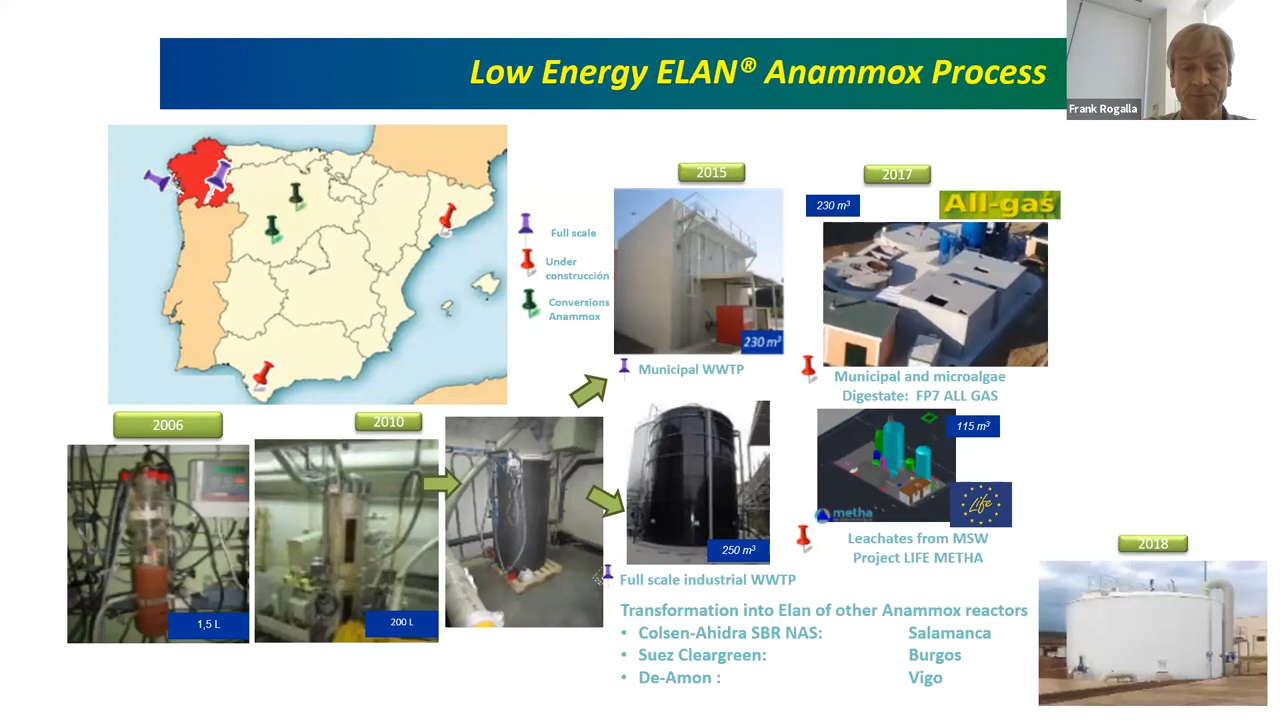 Low Energy ELAN® Anammox Process
Frank Rogalla
Full scale
Under
construcción
Conversions
Anammox
2006
1,5 L
2010
200 L
2015
230 m³
Municipal WWTP
250 m³
Full scale industrial WWTP
2017
230 m³
All-gas
Municipal and microalgae
Digestate: FP7 ALL GAS
115 m³
metha
Life
Leachates from MSW
Project LIFE METHA
Transformation into Elan of other Anammox reactors
• Colsen-Ahidra SBR NAS: Salamanca
• Suez Cleargreen: Burgos
• De-Amon : Vigo
2018